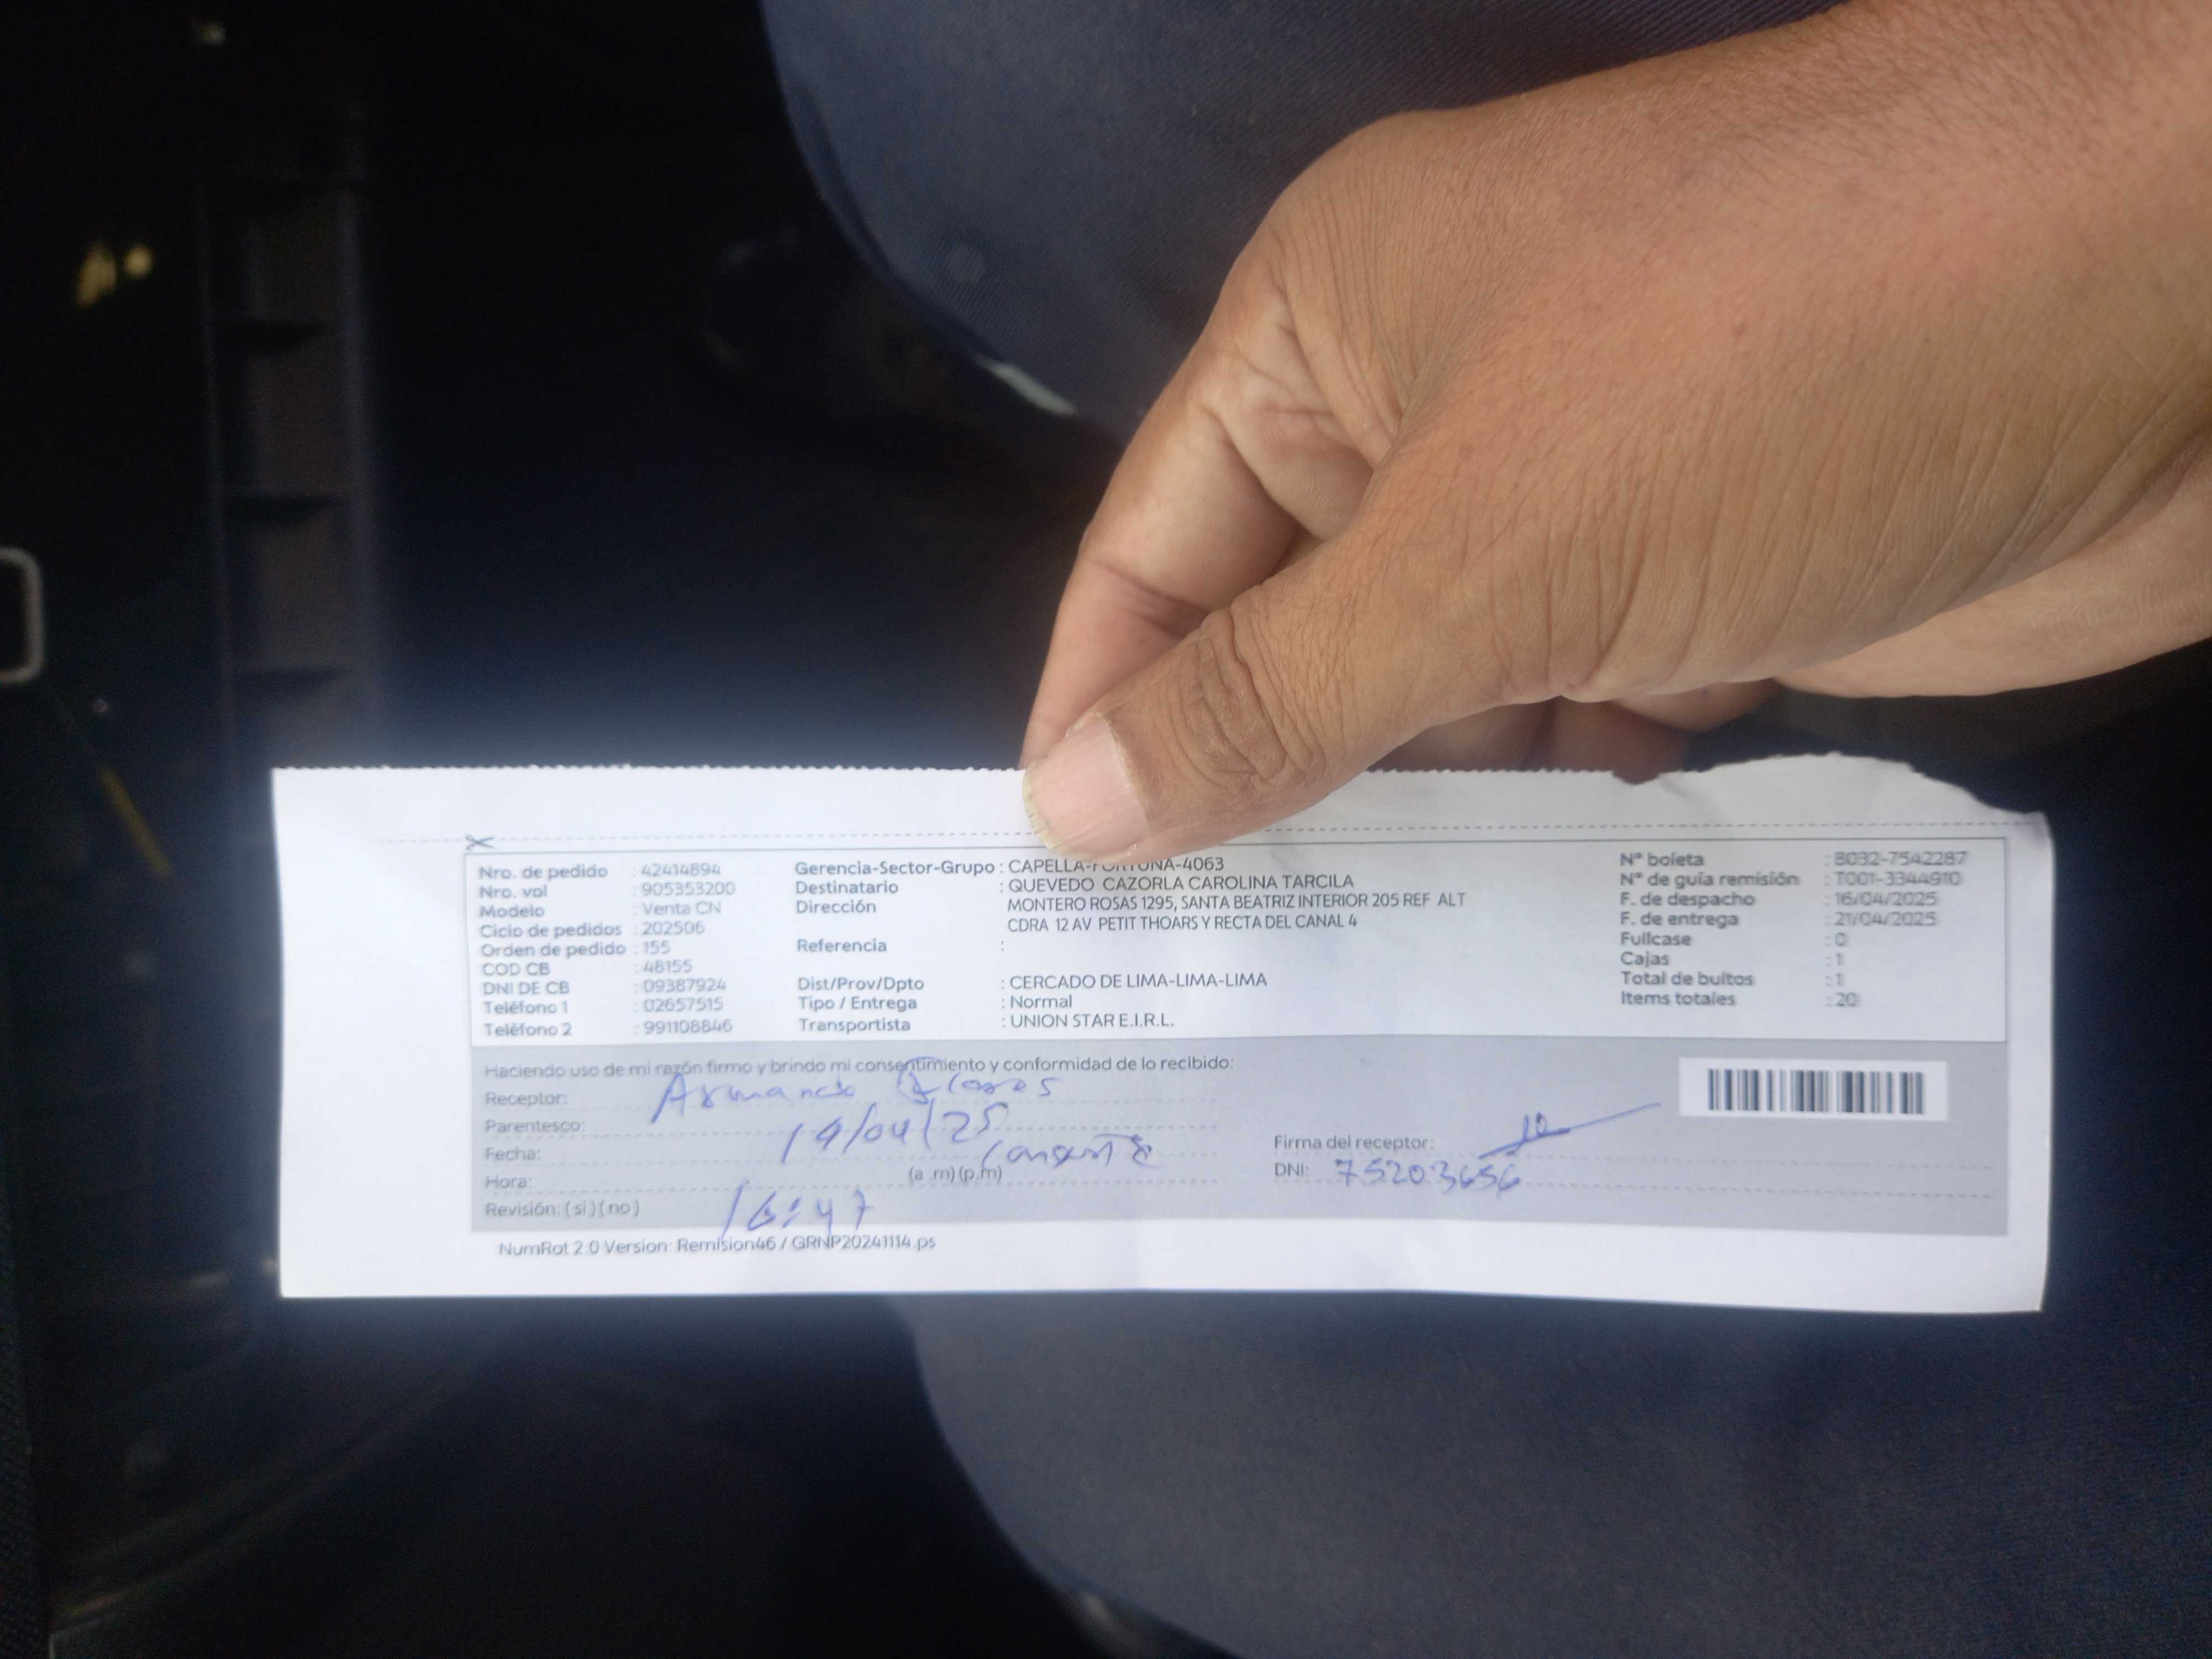 Nro. de pedido : 42414894
Nro. vol : 905353200
Modelo : Venta CN
Ciclo de pedidos : 202506
Orden de pedido : 155
COD CB : 48155
DNI DE CB : 09387924
Teléfono 1 : 02657515
Teléfono 2 : 991108846
Gerencia-Sector-Grupo : CAPELLA-FORTUNA-4063
Destinatario : QUEVEDO CAZORLA CAROLINA TARCILA
Dirección : MONTERO ROSAS 1295, SANTA BEATRIZ INTERIOR 205 REF ALT
CDRA 12 AV PETIT THOARS Y RECTA DEL CANAL 4
Referencia :
Dist/Prov/Dpto : CERCADO DE LIMA-LIMA-LIMA
Tipo / Entrega : Normal
Transportista : UNION STAR E.I.R.L.
Nº boleta : B032-7542287
Nº de guía remisión : T001-3344910
F. de despacho : 16/04/2025
F. de entrega : 21/04/2025
Fullcase : 0
Cajas : 1
Total de bultos : 1
Items totales : 20
Haciendo uso de mi razón firmo y brindo mi consentimiento y conformidad de lo recibido:
Receptor: Armando
Parentesco:
Fecha: 19/04/25
Hora: (a .m) (p.m)
Revisión: ( si ) ( no ) 16:47
Firma del receptor:
DNI: 75203656
NumRot 2.0 Version: Remision46 / GRNP20241114.ps